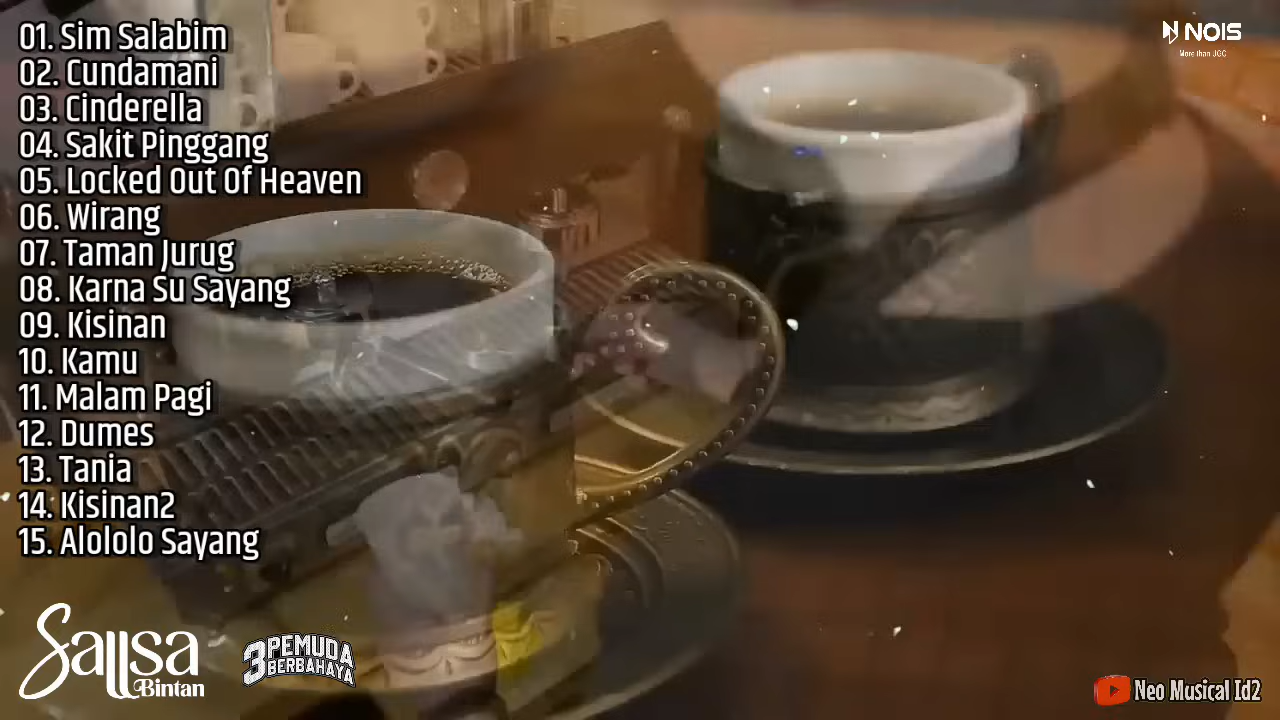 01. Sim Salabim
02. Cundamani
03. Cinderella
04. Sakit Pinggang
05. Locked Out Of Heaven
06. Wirang
07. Taman Jurug
08. Karna Su Sayang
09. Kisinan
10. Kamu
11. Malam Pagi
12. Dumes
13. Tania
14. Kisinan2
15. Alololo Sayang
NOIS
More than JGC
Sallsa
Bintan
3 PEMUDA
BERBAHAYA
Neo Musical Id2